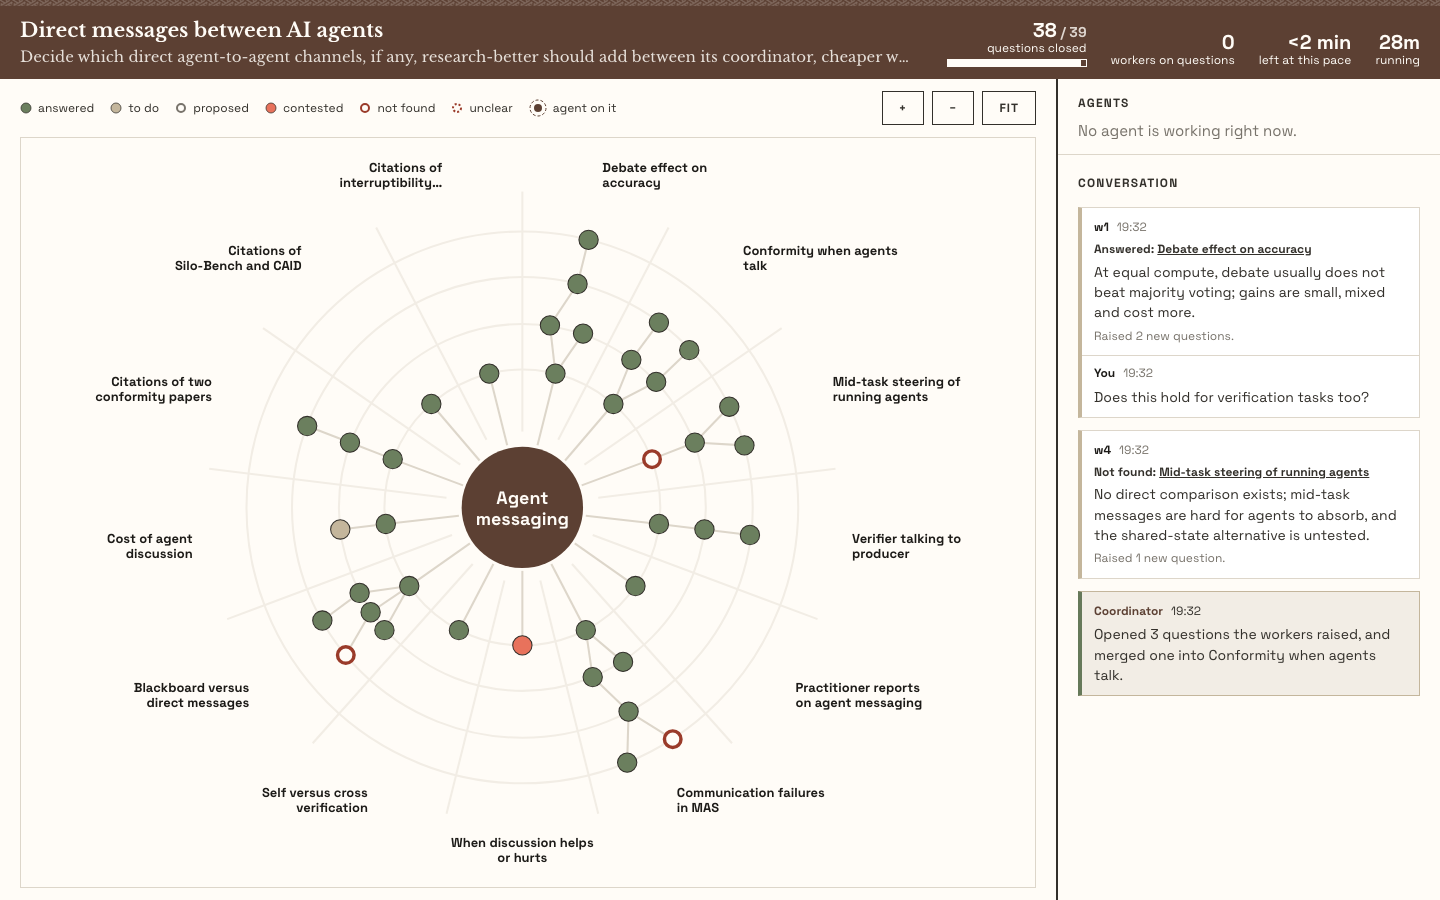 Direct messages between AI agents
Decide which direct agent-to-agent channels, if any, research-better should add between its coordinator, cheaper w…
38 / 39
questions closed
0
workers on questions
<2 min
left at this pace
28m
running
answered
to do
proposed
contested
not found
unclear
agent on it
+
−
FIT
Citations of
interruptibility…
Debate effect on
accuracy
Citations of
Silo-Bench and CAID
Conformity when agents
talk
Citations of two
conformity papers
Mid-task steering of
running agents
Agent
messaging
Cost of agent
discussion
Verifier talking to
producer
Blackboard versus
direct messages
Practitioner reports
on agent messaging
Self versus cross
verification
Communication failures
in MAS
When discussion helps
or hurts
AGENTS
No agent is working right now.
CONVERSATION
w1 19:32
Answered: Debate effect on accuracy
At equal compute, debate usually does not
beat majority voting; gains are small, mixed
and cost more.
Raised 2 new questions.
You 19:32
Does this hold for verification tasks too?
w4 19:32
Not found: Mid-task steering of running agents
No direct comparison exists; mid-task
messages are hard for agents to absorb, and
the shared-state alternative is untested.
Raised 1 new question.
Coordinator 19:32
Opened 3 questions the workers raised, and
merged one into Conformity when agents
talk.